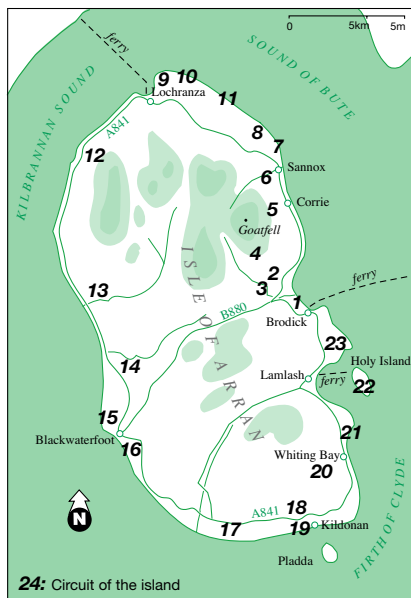 0 5km 5m
ferry
SOUND OF BUTE
KILBRANNAN SOUND
9 10
Lochranza
11
A841
8
7
12
6 Sannox
5 Corrie
Goatfell
4
2
3
ISLE OF ARRAN
ferry
13
B880
1
Brodick
23
14
Holy Island
Lamlash
ferry
22
15
Blackwaterfoot
16
21
Whiting Bay
20
N
A841
18
17
19 Kildonan
FIRTH OF CLYDE
Pladda
24: Circuit of the island